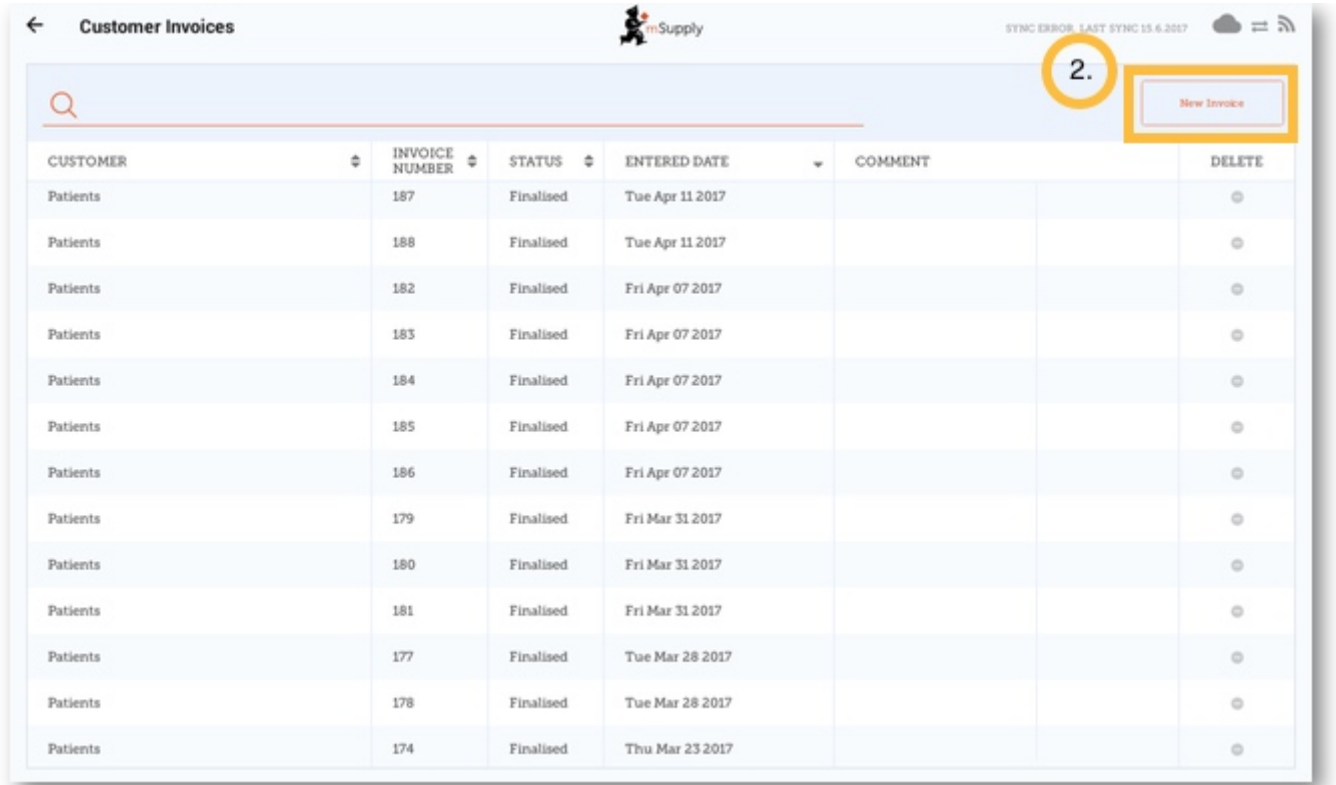 Customer Invoices
mSupply
SYNC ERROR. LAST SYNC 15.6.2017
2.
New Invoice
CUSTOMER INVOICE NUMBER STATUS ENTERED DATE COMMENT DELETE
Patients 187 Finalised Tue Apr 11 2017
Patients 188 Finalised Tue Apr 11 2017
Patients 182 Finalised Fri Apr 07 2017
Patients 183 Finalised Fri Apr 07 2017
Patients 184 Finalised Fri Apr 07 2017
Patients 185 Finalised Fri Apr 07 2017
Patients 186 Finalised Fri Apr 07 2017
Patients 179 Finalised Fri Mar 31 2017
Patients 180 Finalised Fri Mar 31 2017
Patients 181 Finalised Fri Mar 31 2017
Patients 177 Finalised Tue Mar 28 2017
Patients 178 Finalised Tue Mar 28 2017
Patients 174 Finalised Thu Mar 23 2017